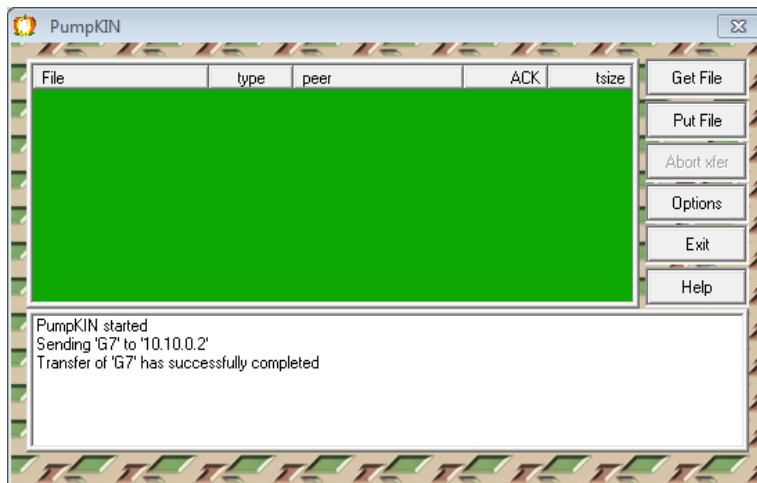 PumpKIN
File type peer ACK tsize
Get File
Put File
Abort xfer
Options
Exit
Help
PumpKIN started
Sending 'G7' to '10.10.0.2'
Transfer of 'G7' has successfully completed